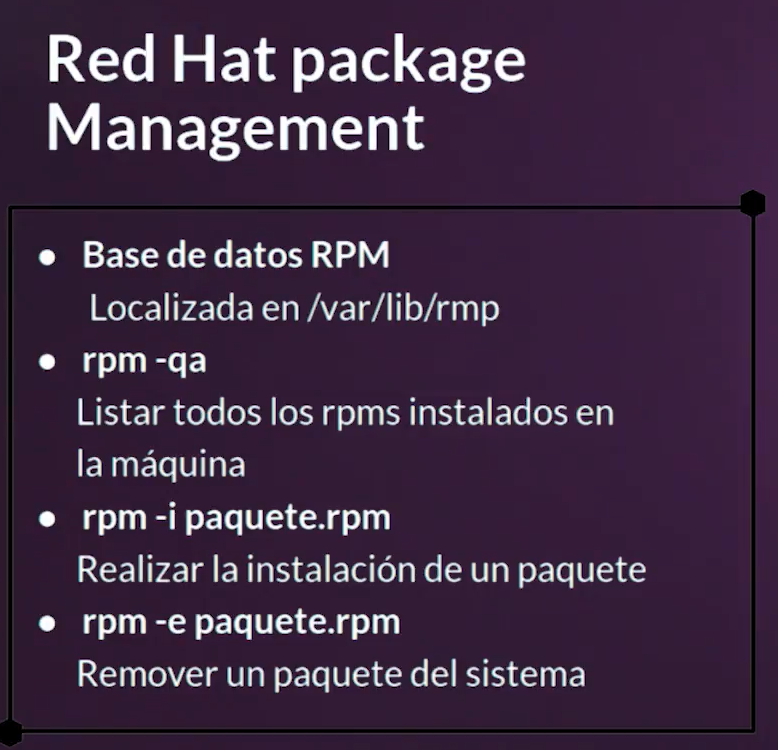 Red Hat package
Management
● Base de datos RPM
Localizada en /var/lib/rmp
● rpm -qa
Listar todos los rpms instalados en
la máquina
● rpm -i paquete.rpm
Realizar la instalación de un paquete
● rpm -e paquete.rpm
Remover un paquete del sistema